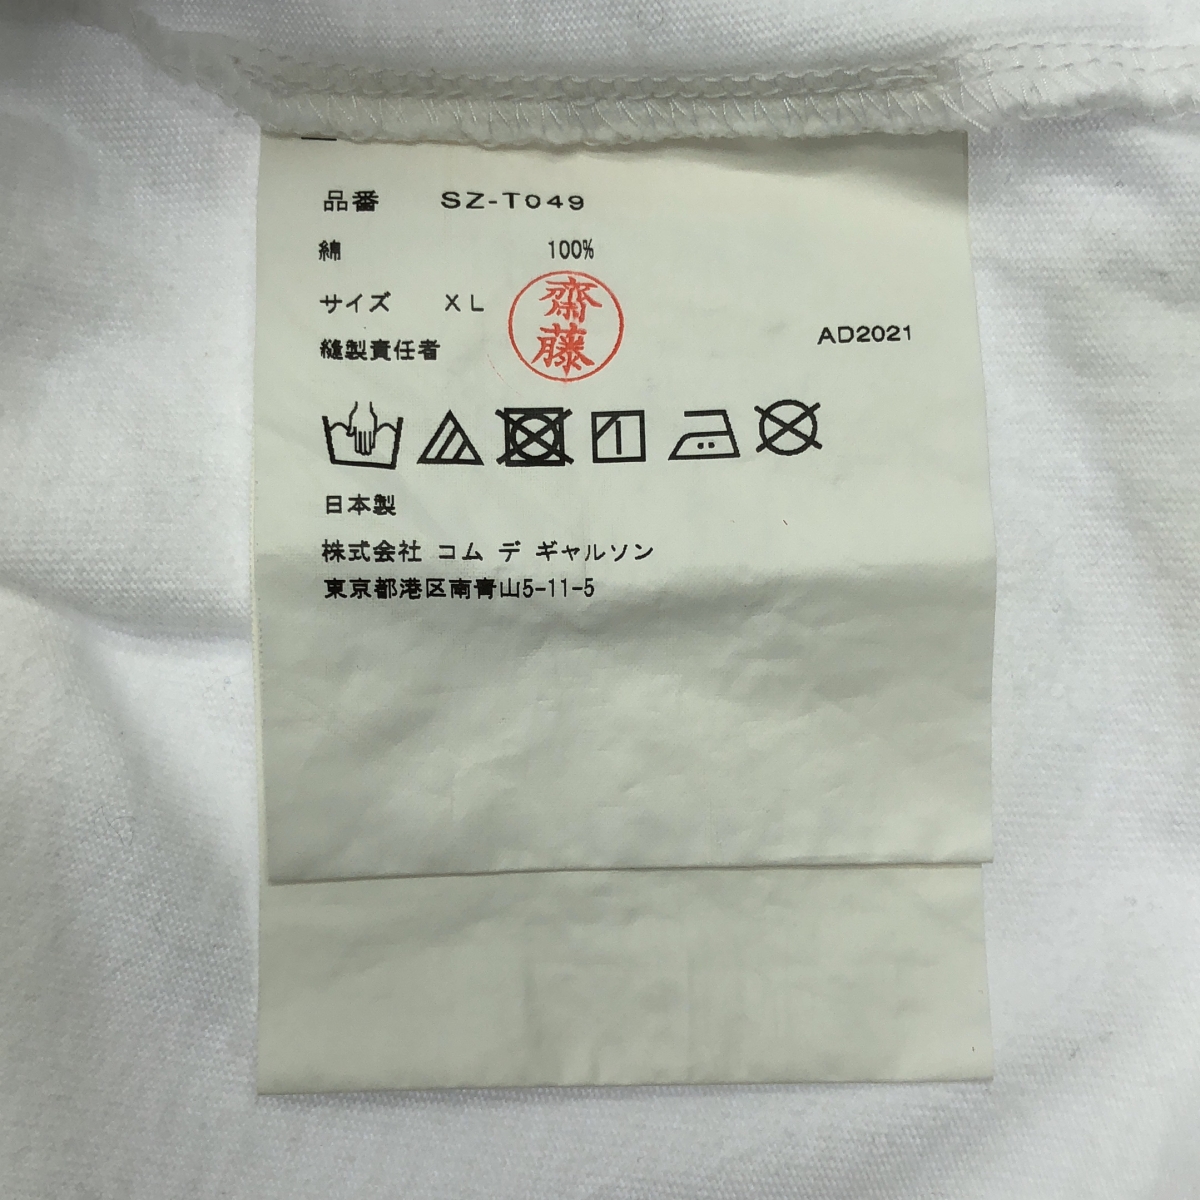 品番 SZ-T049
綿 100%
サイズ XL
縫製責任者
齋藤
AD2021
日本製
株式会社 コム デ ギャルソン
東京都港区南青山5-11-5